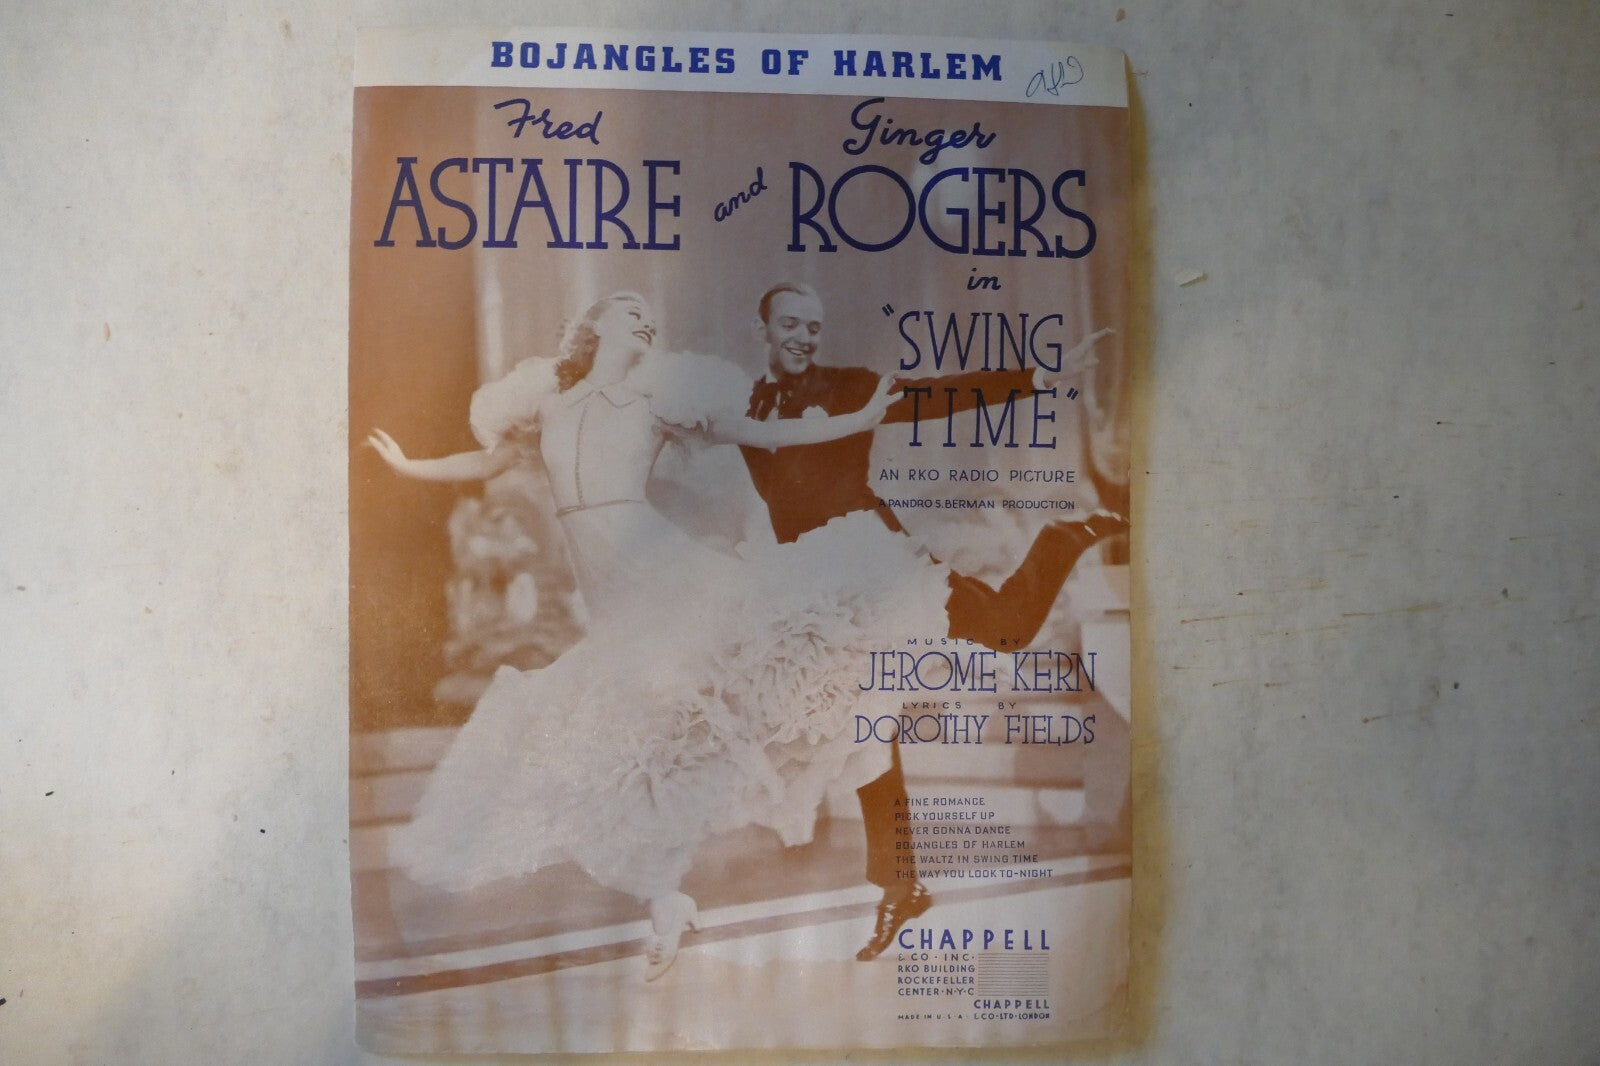 BOJANGLES OF HARLEM
Fred
ASTAIRE and
Ginger
ROGERS
in
"SWING
TIME"
AN RKO RADIO PICTURE
A PANDRO S. BERMAN PRODUCTION
MUSIC BY
JEROME KERN
LYRICS BY
DOROTHY FIELDS
A FINE ROMANCE
PICK YOURSELF UP
NEVER GONNA DANCE
BOJANGLES OF HARLEM
THE WALTZ IN SWING TIME
THE WAY YOU LOOK TO-NIGHT
CHAPPELL
& CO · INC ·
RKO BUILDING
ROCKEFELLER
CENTER · N·Y·C
CHAPPELL
MADE IN U·S·A· & CO·LTD·LONDON